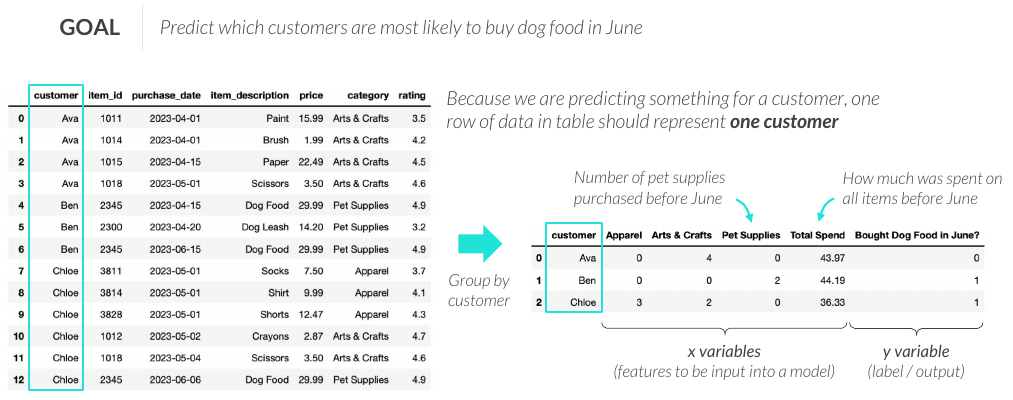 GOAL
Predict which customers are most likely to buy dog food in June
customer item_id purchase_date item_description price category rating
0 Ava 1011 2023-04-01 Paint 15.99 Arts & Crafts 3.5
1 Ava 1014 2023-04-01 Brush 1.99 Arts & Crafts 4.2
2 Ava 1015 2023-04-15 Paper 22.49 Arts & Crafts 4.5
3 Ava 1018 2023-05-01 Scissors 3.50 Arts & Crafts 4.6
4 Ben 2345 2023-04-15 Dog Food 29.99 Pet Supplies 4.9
5 Ben 2300 2023-04-20 Dog Leash 14.20 Pet Supplies 3.2
6 Ben 2345 2023-06-15 Dog Food 29.99 Pet Supplies 4.9
7 Chloe 3811 2023-05-01 Socks 7.50 Apparel 3.7
8 Chloe 3814 2023-05-01 Shirt 9.99 Apparel 4.1
9 Chloe 3828 2023-05-01 Shorts 12.47 Apparel 4.3
10 Chloe 1012 2023-05-02 Crayons 2.87 Arts & Crafts 4.7
11 Chloe 1018 2023-05-04 Scissors 3.50 Arts & Crafts 4.6
12 Chloe 2345 2023-06-06 Dog Food 29.99 Pet Supplies 4.9
Because we are predicting something for a customer, one
row of data in table should represent one customer
Group by
customer
Number of pet supplies
purchased before June
How much was spent on
all items before June
customer Apparel Arts & Crafts Pet Supplies Total Spend Bought Dog Food in June?
0 Ava 0 4 0 43.97 0
1 Ben 0 0 2 44.19 1
2 Chloe 3 2 0 36.33 1
x variables
(features to be input into a model)
y variable
(label / output)